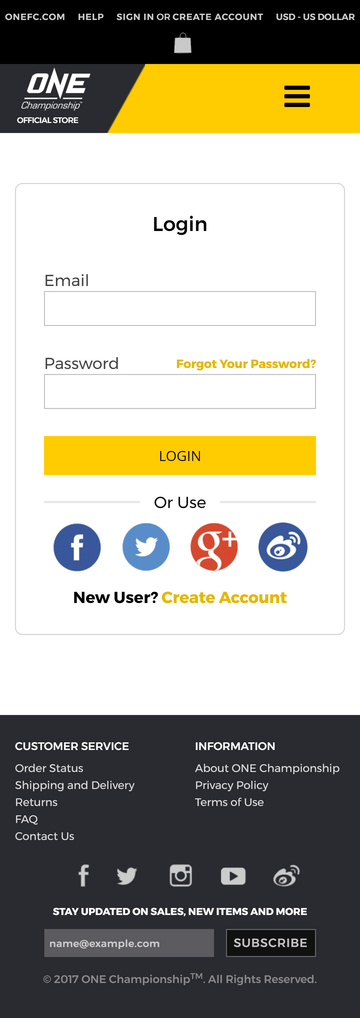 ONEFC.COM HELP SIGN IN OR CREATE ACCOUNT USD - US DOLLAR
ONE
Championship
OFFICIAL STORE
Login
Email
Password Forgot Your Password?
LOGIN
Or Use
New User? Create Account
CUSTOMER SERVICE
Order Status
Shipping and Delivery
Returns
FAQ
Contact Us
INFORMATION
About ONE Championship
Privacy Policy
Terms of Use
STAY UPDATED ON SALES, NEW ITEMS AND MORE
name@example.com SUBSCRIBE
© 2017 ONE Championship™. All Rights Reserved.